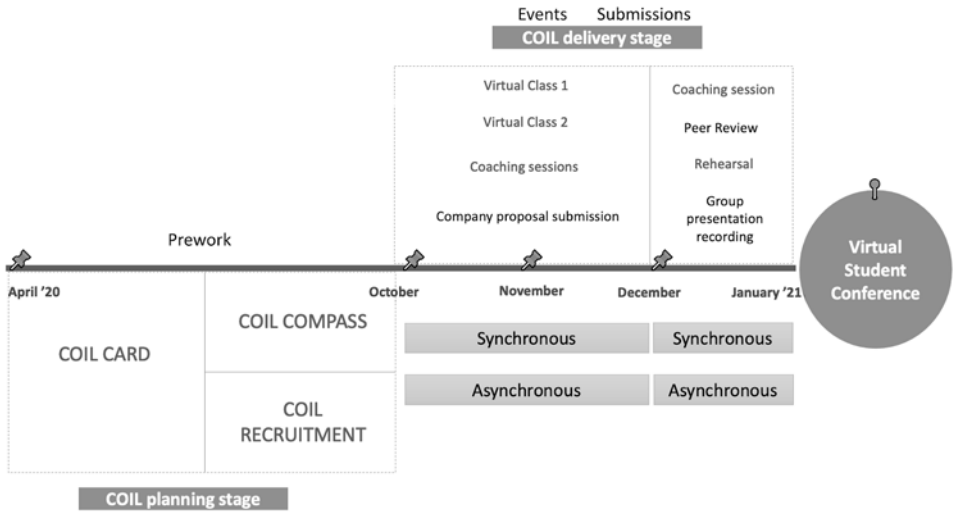 Events Submissions
COIL delivery stage
Virtual Class 1
Virtual Class 2
Coaching sessions
Company proposal submission
Coaching session
Peer Review
Rehearsal
Group
presentation
recording
Prework
Virtual
Student
Conference
April '20
October
November
December
January '21
COIL CARD
COIL COMPASS
COIL
RECRUITMENT
Synchronous
Synchronous
Asynchronous
Asynchronous
COIL planning stage